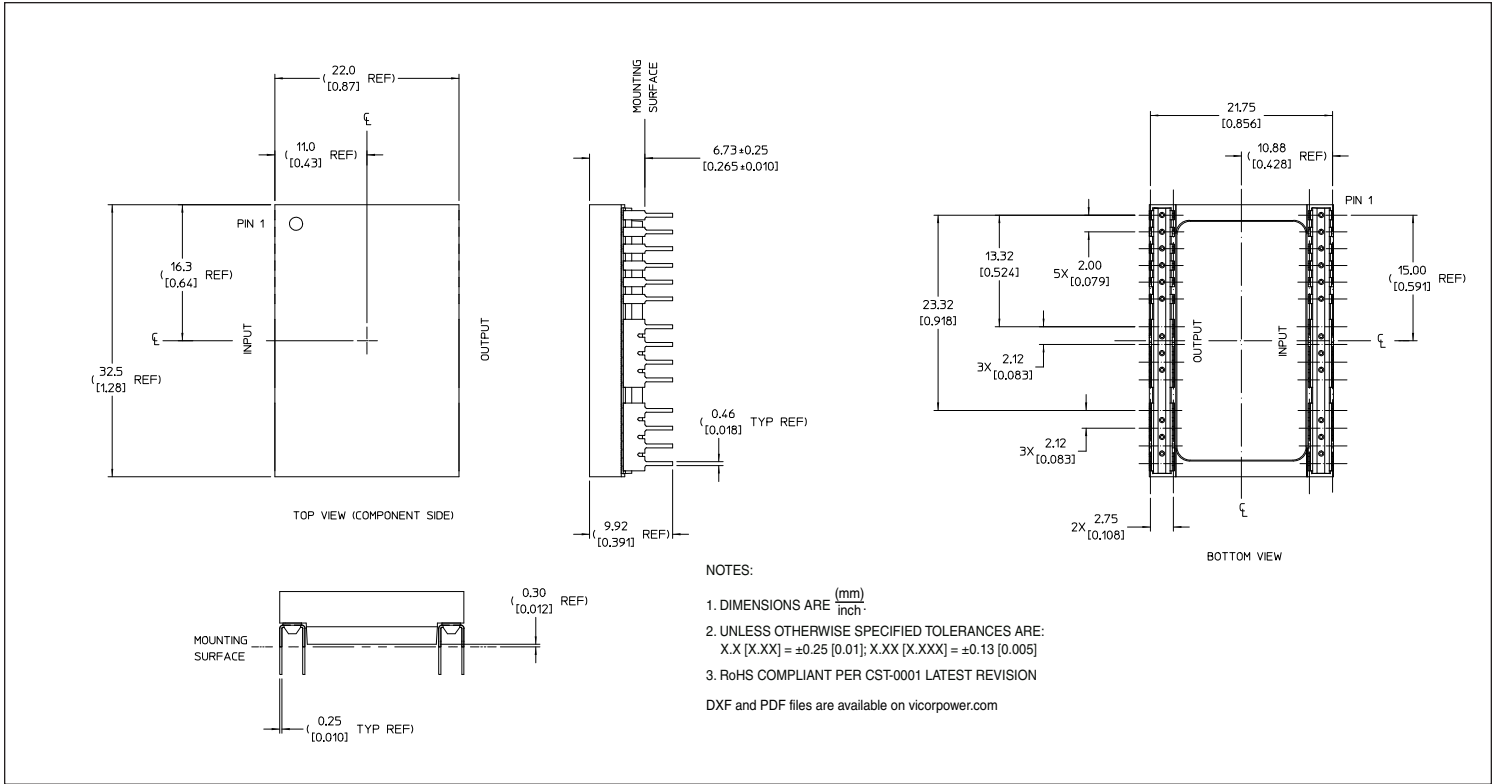 22.0
( REF)
[0.87]
℄
11.0
( REF)
[0.43]
PIN 1
16.3
( REF)
[0.64]
℄
INPUT
OUTPUT
32.5
( REF)
[1.28]
TOP VIEW (COMPONENT SIDE)
MOUNTING
SURFACE
6.73±0.25
[0.265±0.010]
0.46
( TYP REF)
[0.018]
9.92
( REF)
[0.391]
21.75
[0.856]
10.88
( REF)
[0.428]
PIN 1
13.32
[0.524]
2.00
5X
[0.079]
15.00
( REF)
[0.591]
23.32
[0.918]
OUTPUT
INPUT
℄
2.12
3X
[0.083]
2.12
3X
[0.083]
2.75
2X
[0.108]
℄
BOTTOM VIEW
0.30
( REF)
[0.012]
MOUNTING
SURFACE
0.25
( TYP REF)
[0.010]
NOTES:
1. DIMENSIONS ARE (mm)/inch.
2. UNLESS OTHERWISE SPECIFIED TOLERANCES ARE:
X.X [X.XX] = ±0.25 [0.01]; X.XX [X.XXX] = ±0.13 [0.005]
3. RoHS COMPLIANT PER CST-0001 LATEST REVISION
DXF and PDF files are available on vicorpower.com